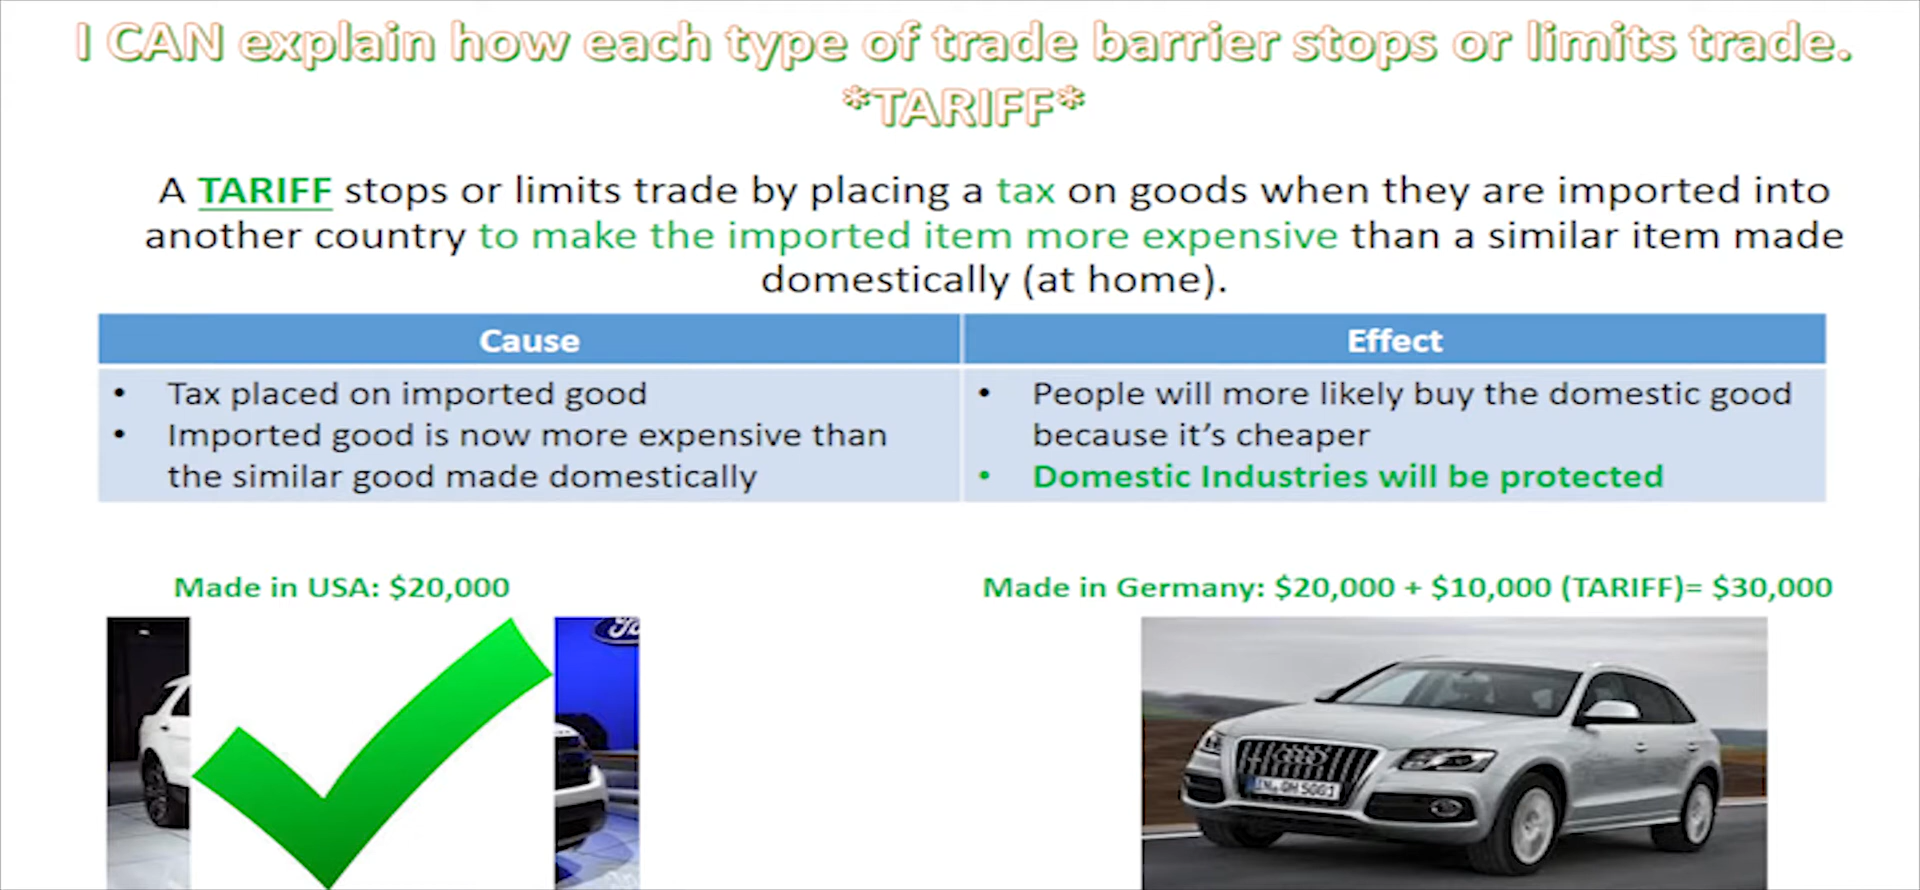 I CAN explain how each type of trade barrier stops or limits trade.
*TARIFF*
A TARIFF stops or limits trade by placing a tax on goods when they are imported into
another country to make the imported item more expensive than a similar item made
domestically (at home).
Cause
Effect
• Tax placed on imported good
• Imported good is now more expensive than
the similar good made domestically
• People will more likely buy the domestic good
because it's cheaper
• Domestic Industries will be protected
Made in USA: $20,000
Made in Germany: $20,000 + $10,000 (TARIFF)= $30,000